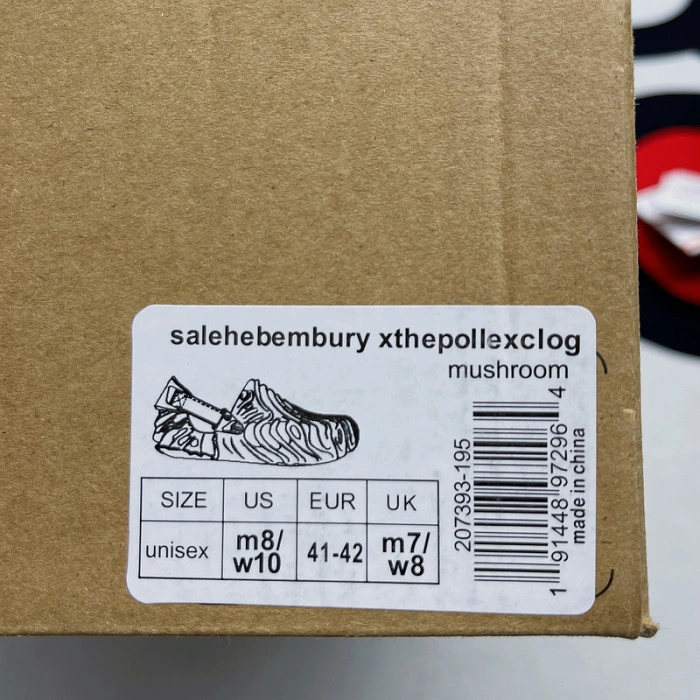 salehebembury xthepollexclog
mushroom
SIZE US EUR UK
unisex m8/ w10 41-42 m7/ w8
207393-195
1 91448 97296 4
made in china